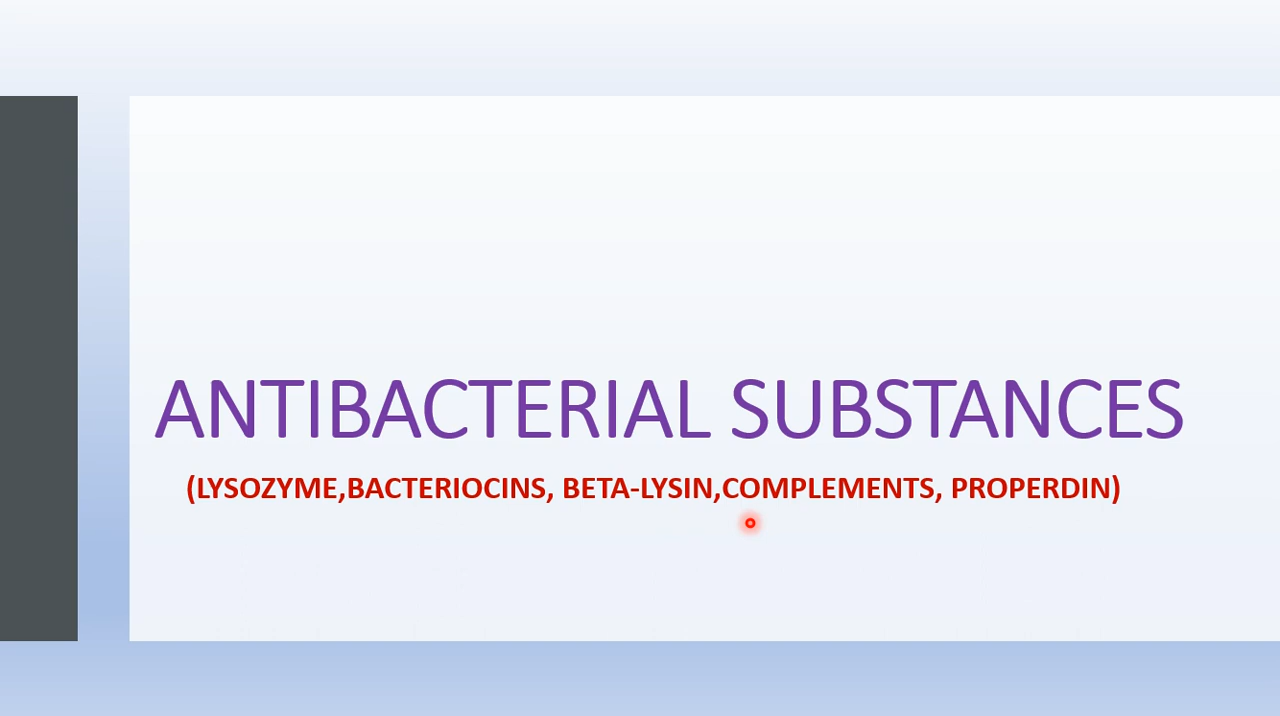 ANTIBACTERIAL SUBSTANCES
(LYSOZYME,BACTERIOCINS, BETA-LYSIN,COMPLEMENTS, PROPERDIN)